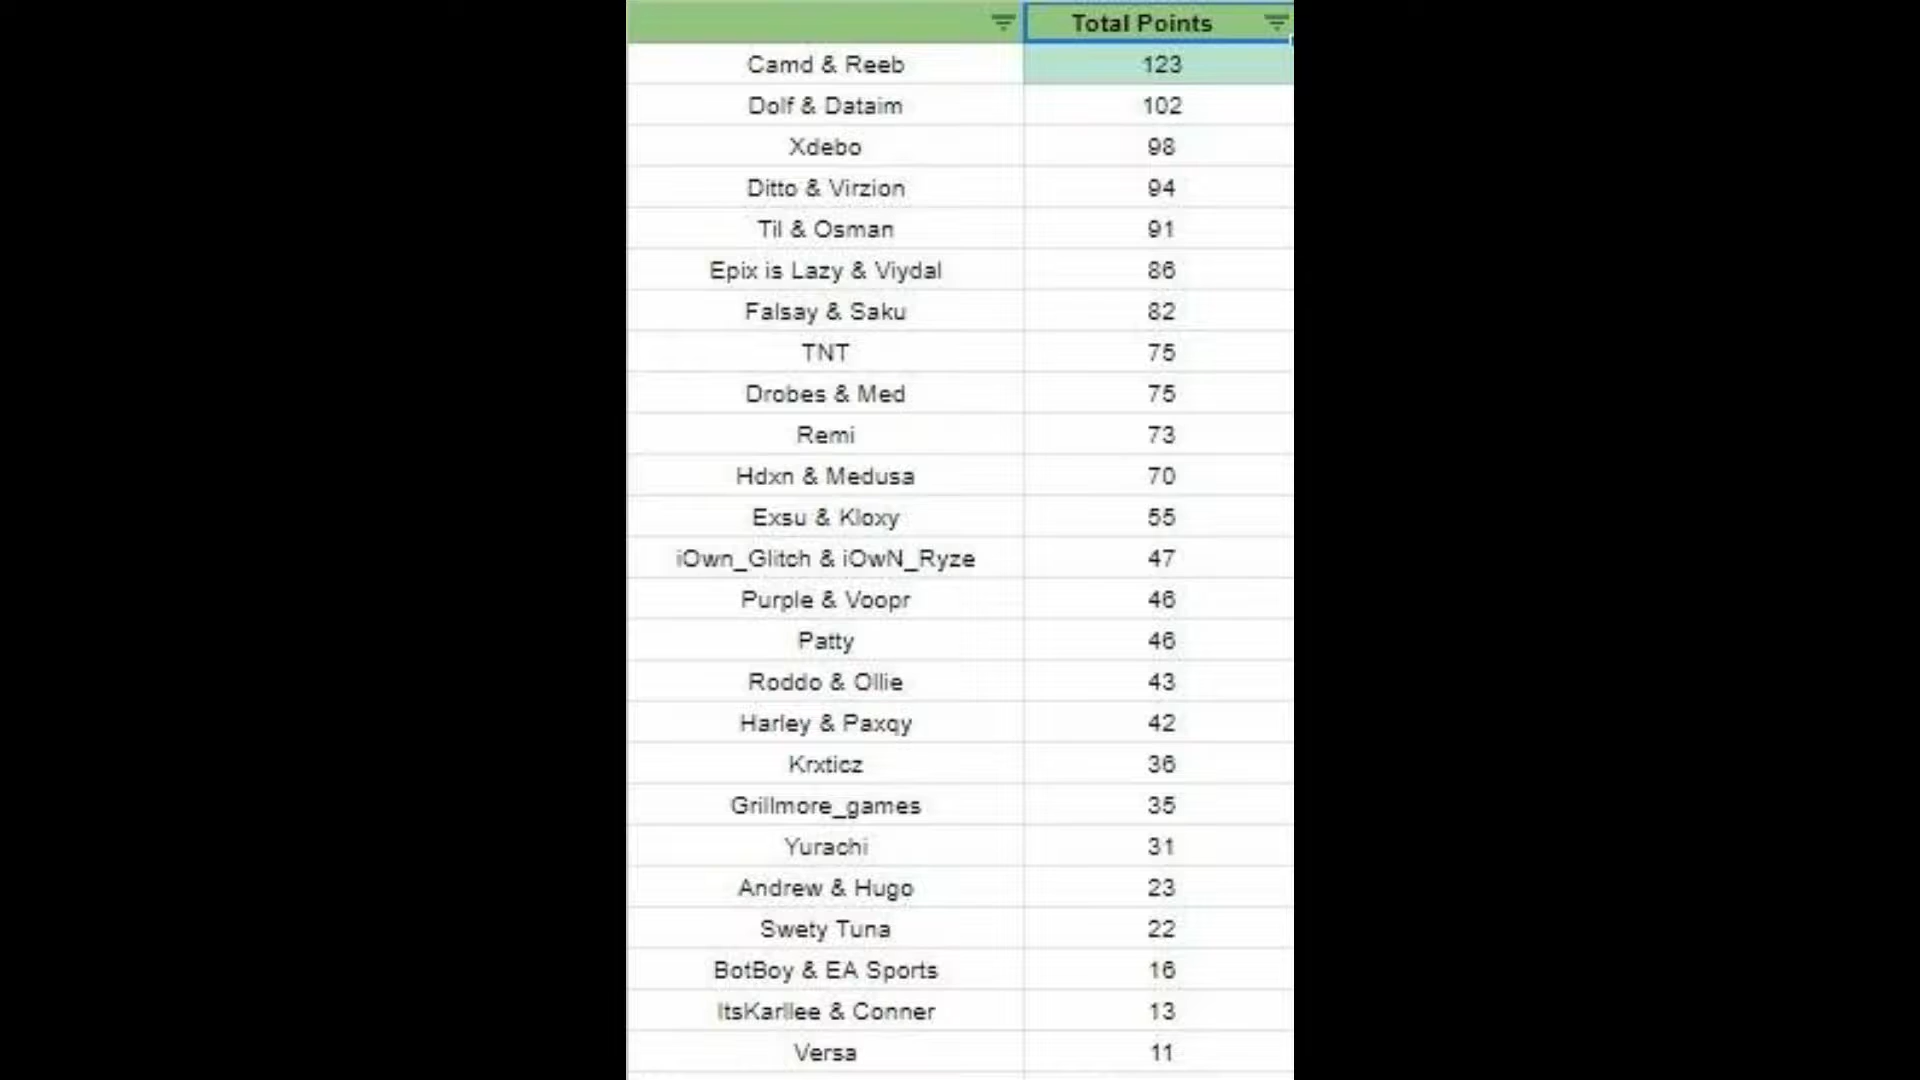 Total Points
Camd & Reeb 123
Dolf & Dataim 102
Xdebo 98
Ditto & Virzion 94
Til & Osman 91
Epix is Lazy & Viydal 86
Falsay & Saku 82
TNT 75
Drobes & Med 75
Remi 73
Hdxn & Medusa 70
Exsu & Kloxy 55
iOwn_Glitch & iOwN_Ryze 47
Purple & Voopr 46
Patty 46
Roddo & Ollie 43
Harley & Paxqy 42
Krxticz 36
Grillmore_games 35
Yurachi 31
Andrew & Hugo 23
Swety Tuna 22
BotBoy & EA Sports 16
ItsKarllee & Conner 13
Versa 11